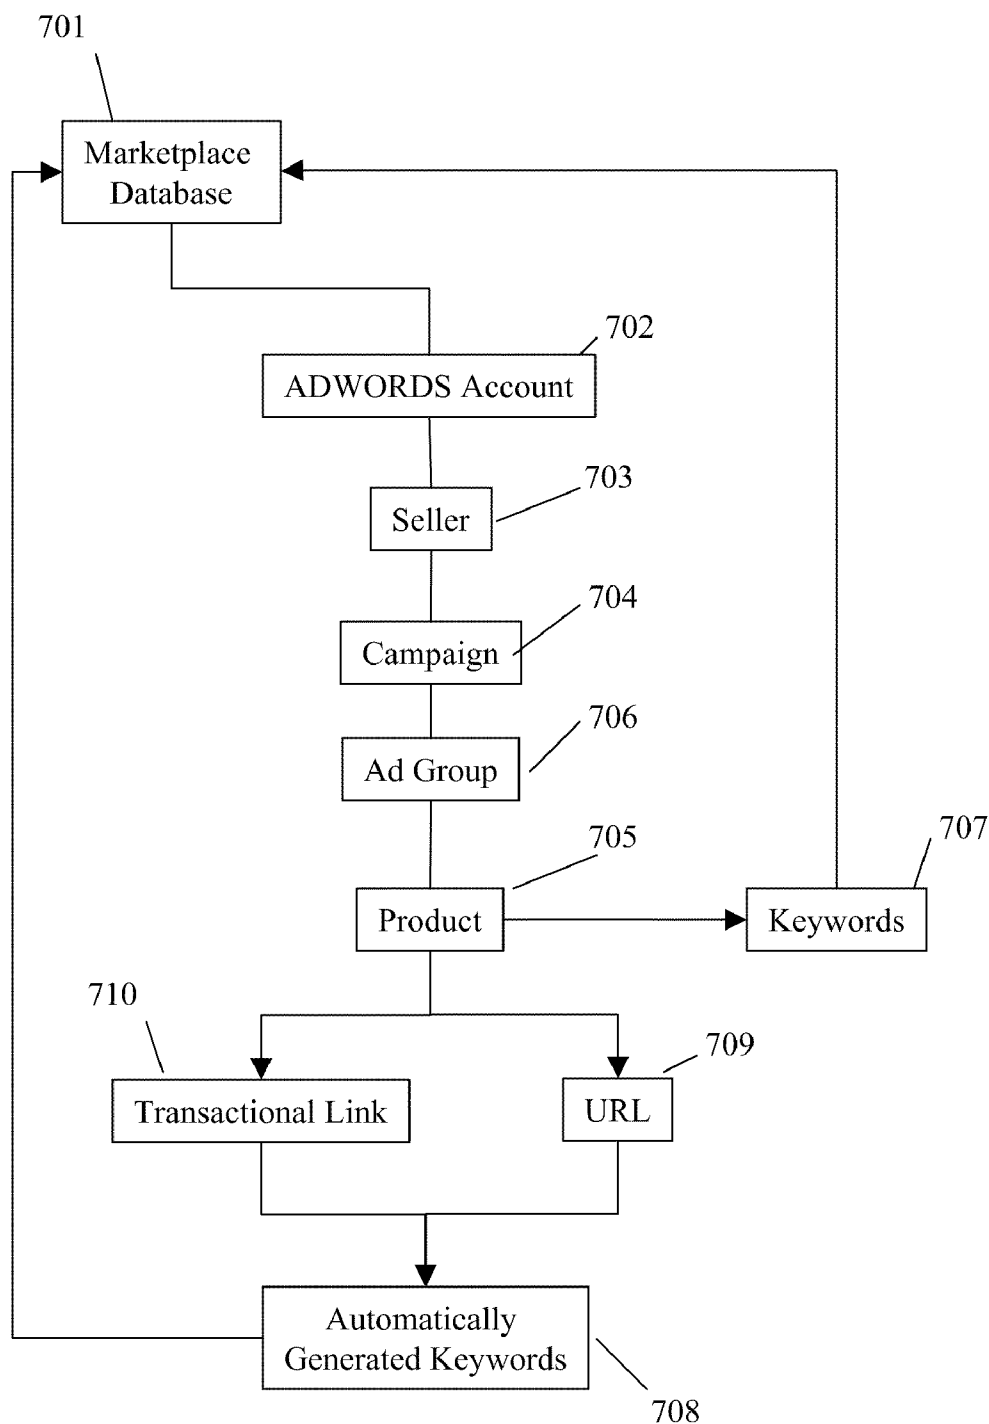 701
Marketplace
Database
702
ADWORDS Account
703
Seller
704
Campaign
706
Ad Group
705
707
Product
Keywords
710
709
Transactional Link
URL
Automatically
Generated Keywords
708